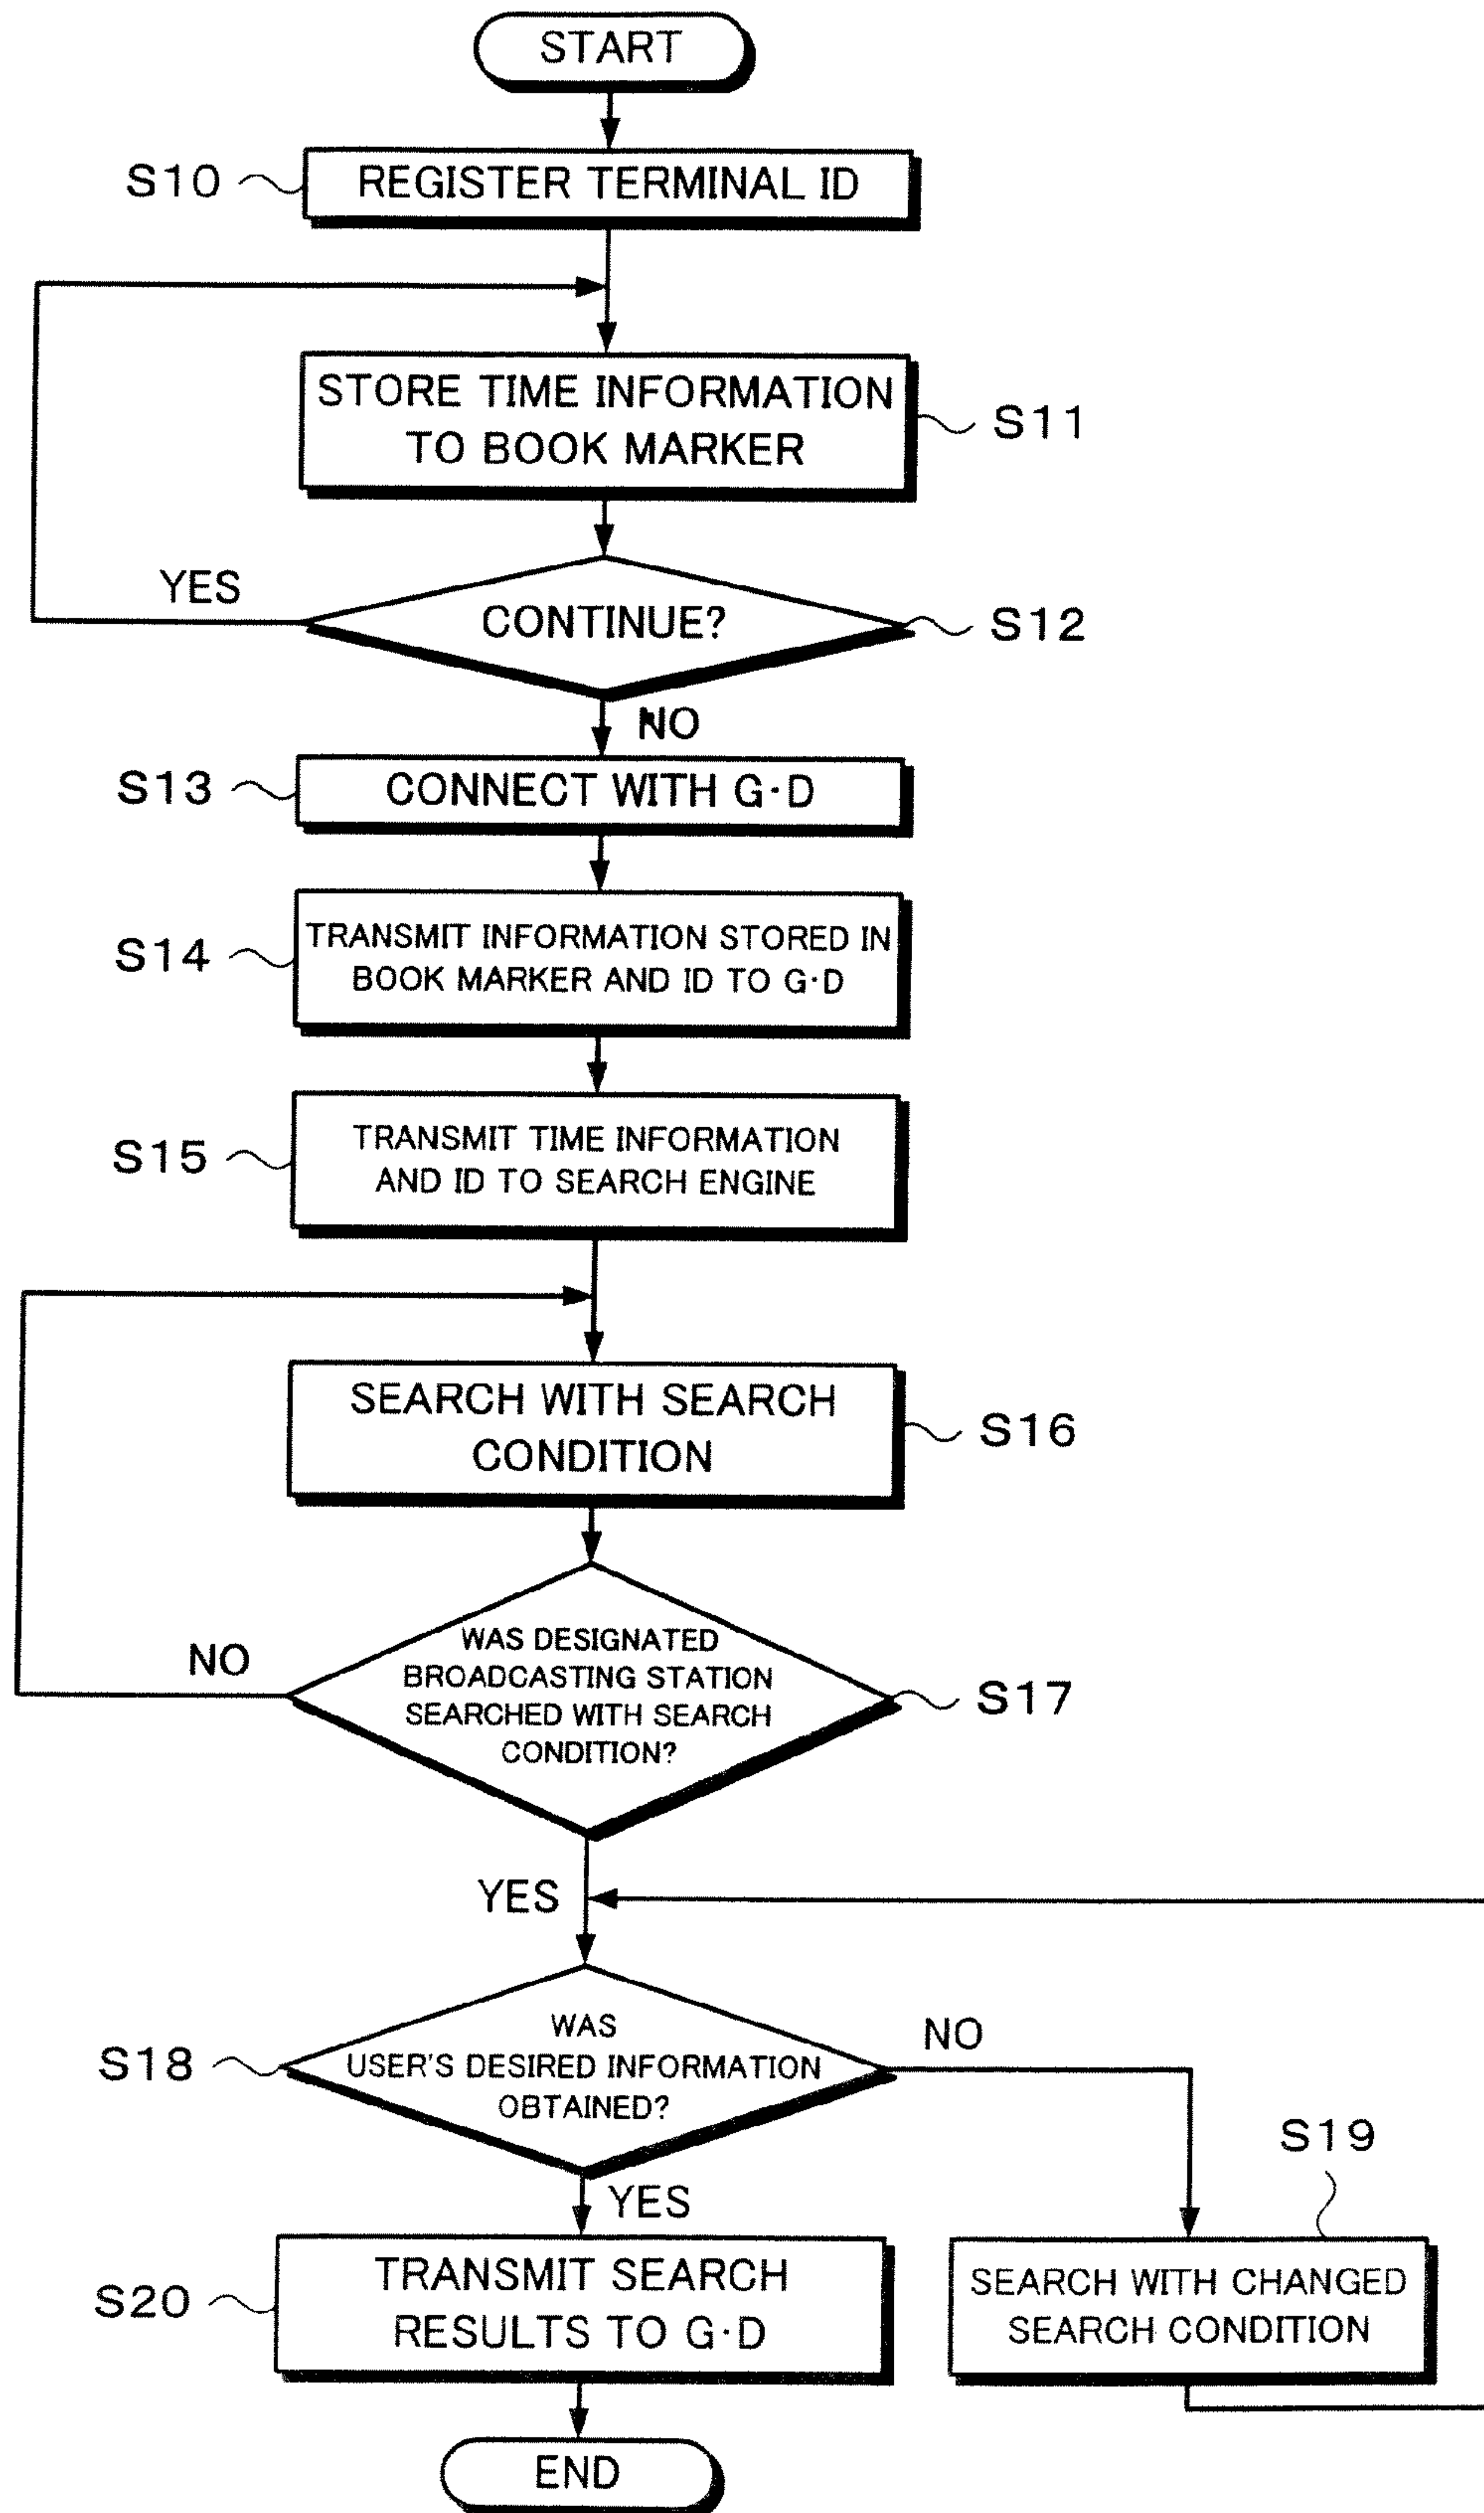 START
S10
REGISTER TERMINAL ID
STORE TIME INFORMATION
TO BOOK MARKER
S11
YES
CONTINUE?
S12
NO
S13
CONNECT WITH G·D
S14
TRANSMIT INFORMATION STORED IN
BOOK MARKER AND ID TO G·D
S15
TRANSMIT TIME INFORMATION
AND ID TO SEARCH ENGINE
SEARCH WITH SEARCH
CONDITION
S16
NO
WAS DESIGNATED
BROADCASTING STATION
SEARCHED WITH SEARCH
CONDITION?
S17
YES
S18
WAS
USER'S DESIRED INFORMATION
OBTAINED?
NO
YES
S19
S20
TRANSMIT SEARCH
RESULTS TO G·D
SEARCH WITH CHANGED
SEARCH CONDITION
END